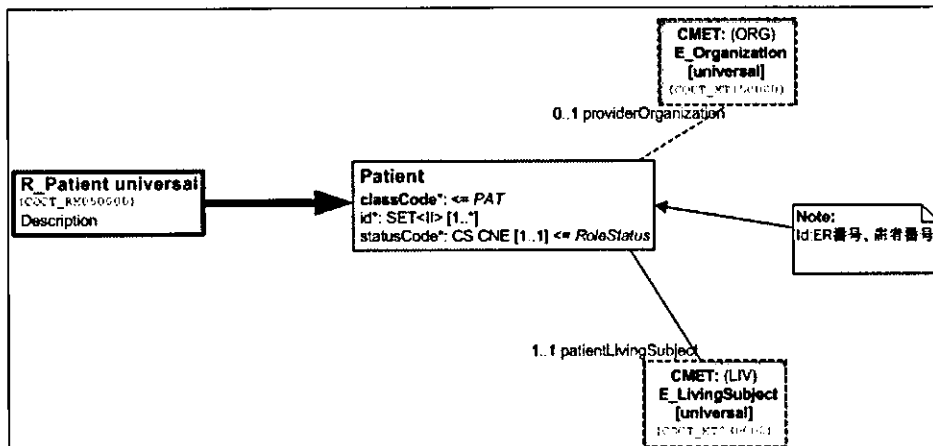 CMET: (ORG)
E_Organization
[universal]
0..1 providerOrganization
R_Patient universal
Description
Patient
classCode*: <= PAT
id*: SET<II> [1..*]
statusCode*: CS CNE [1..1] <= RoleStatus
Note:
Id:ER番号、患者番号
1..1 patientLivingSubject
CMET: (LIV)
E_LivingSubject
[universal]